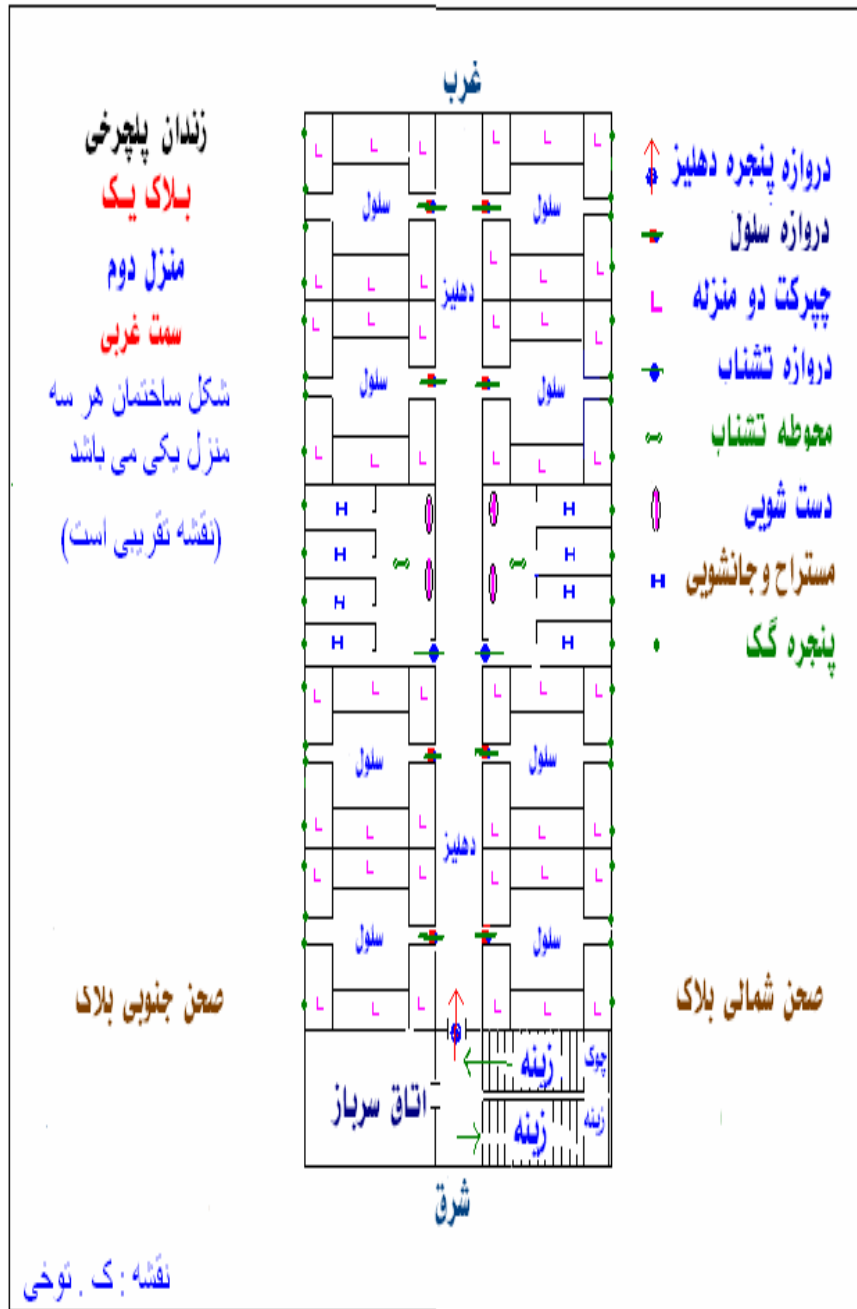 غرب
زندان پلچرخی
بلاک یک
منزل دوم
سمت غربی
شکل ساختمان هر سه
منزل یکی می باشد
(نقشه تقریبی است)
دروازه پنجره دهلیز
دروازه سلول
چپرکت دو منزله
دروازه تشناب
محوطه تشناب
دست شویی
مستراح و جانشویی
پنجره گک
سلول
سلول
دهلیز
سلول
سلول
سلول
سلول
دهلیز
سلول
سلول
صحن شمالی بلاک
صحن جنوبی بلاک
زینه
چوک
اتاق سرباز
زینه
زینه
شرق
نقشه : ک . توخی